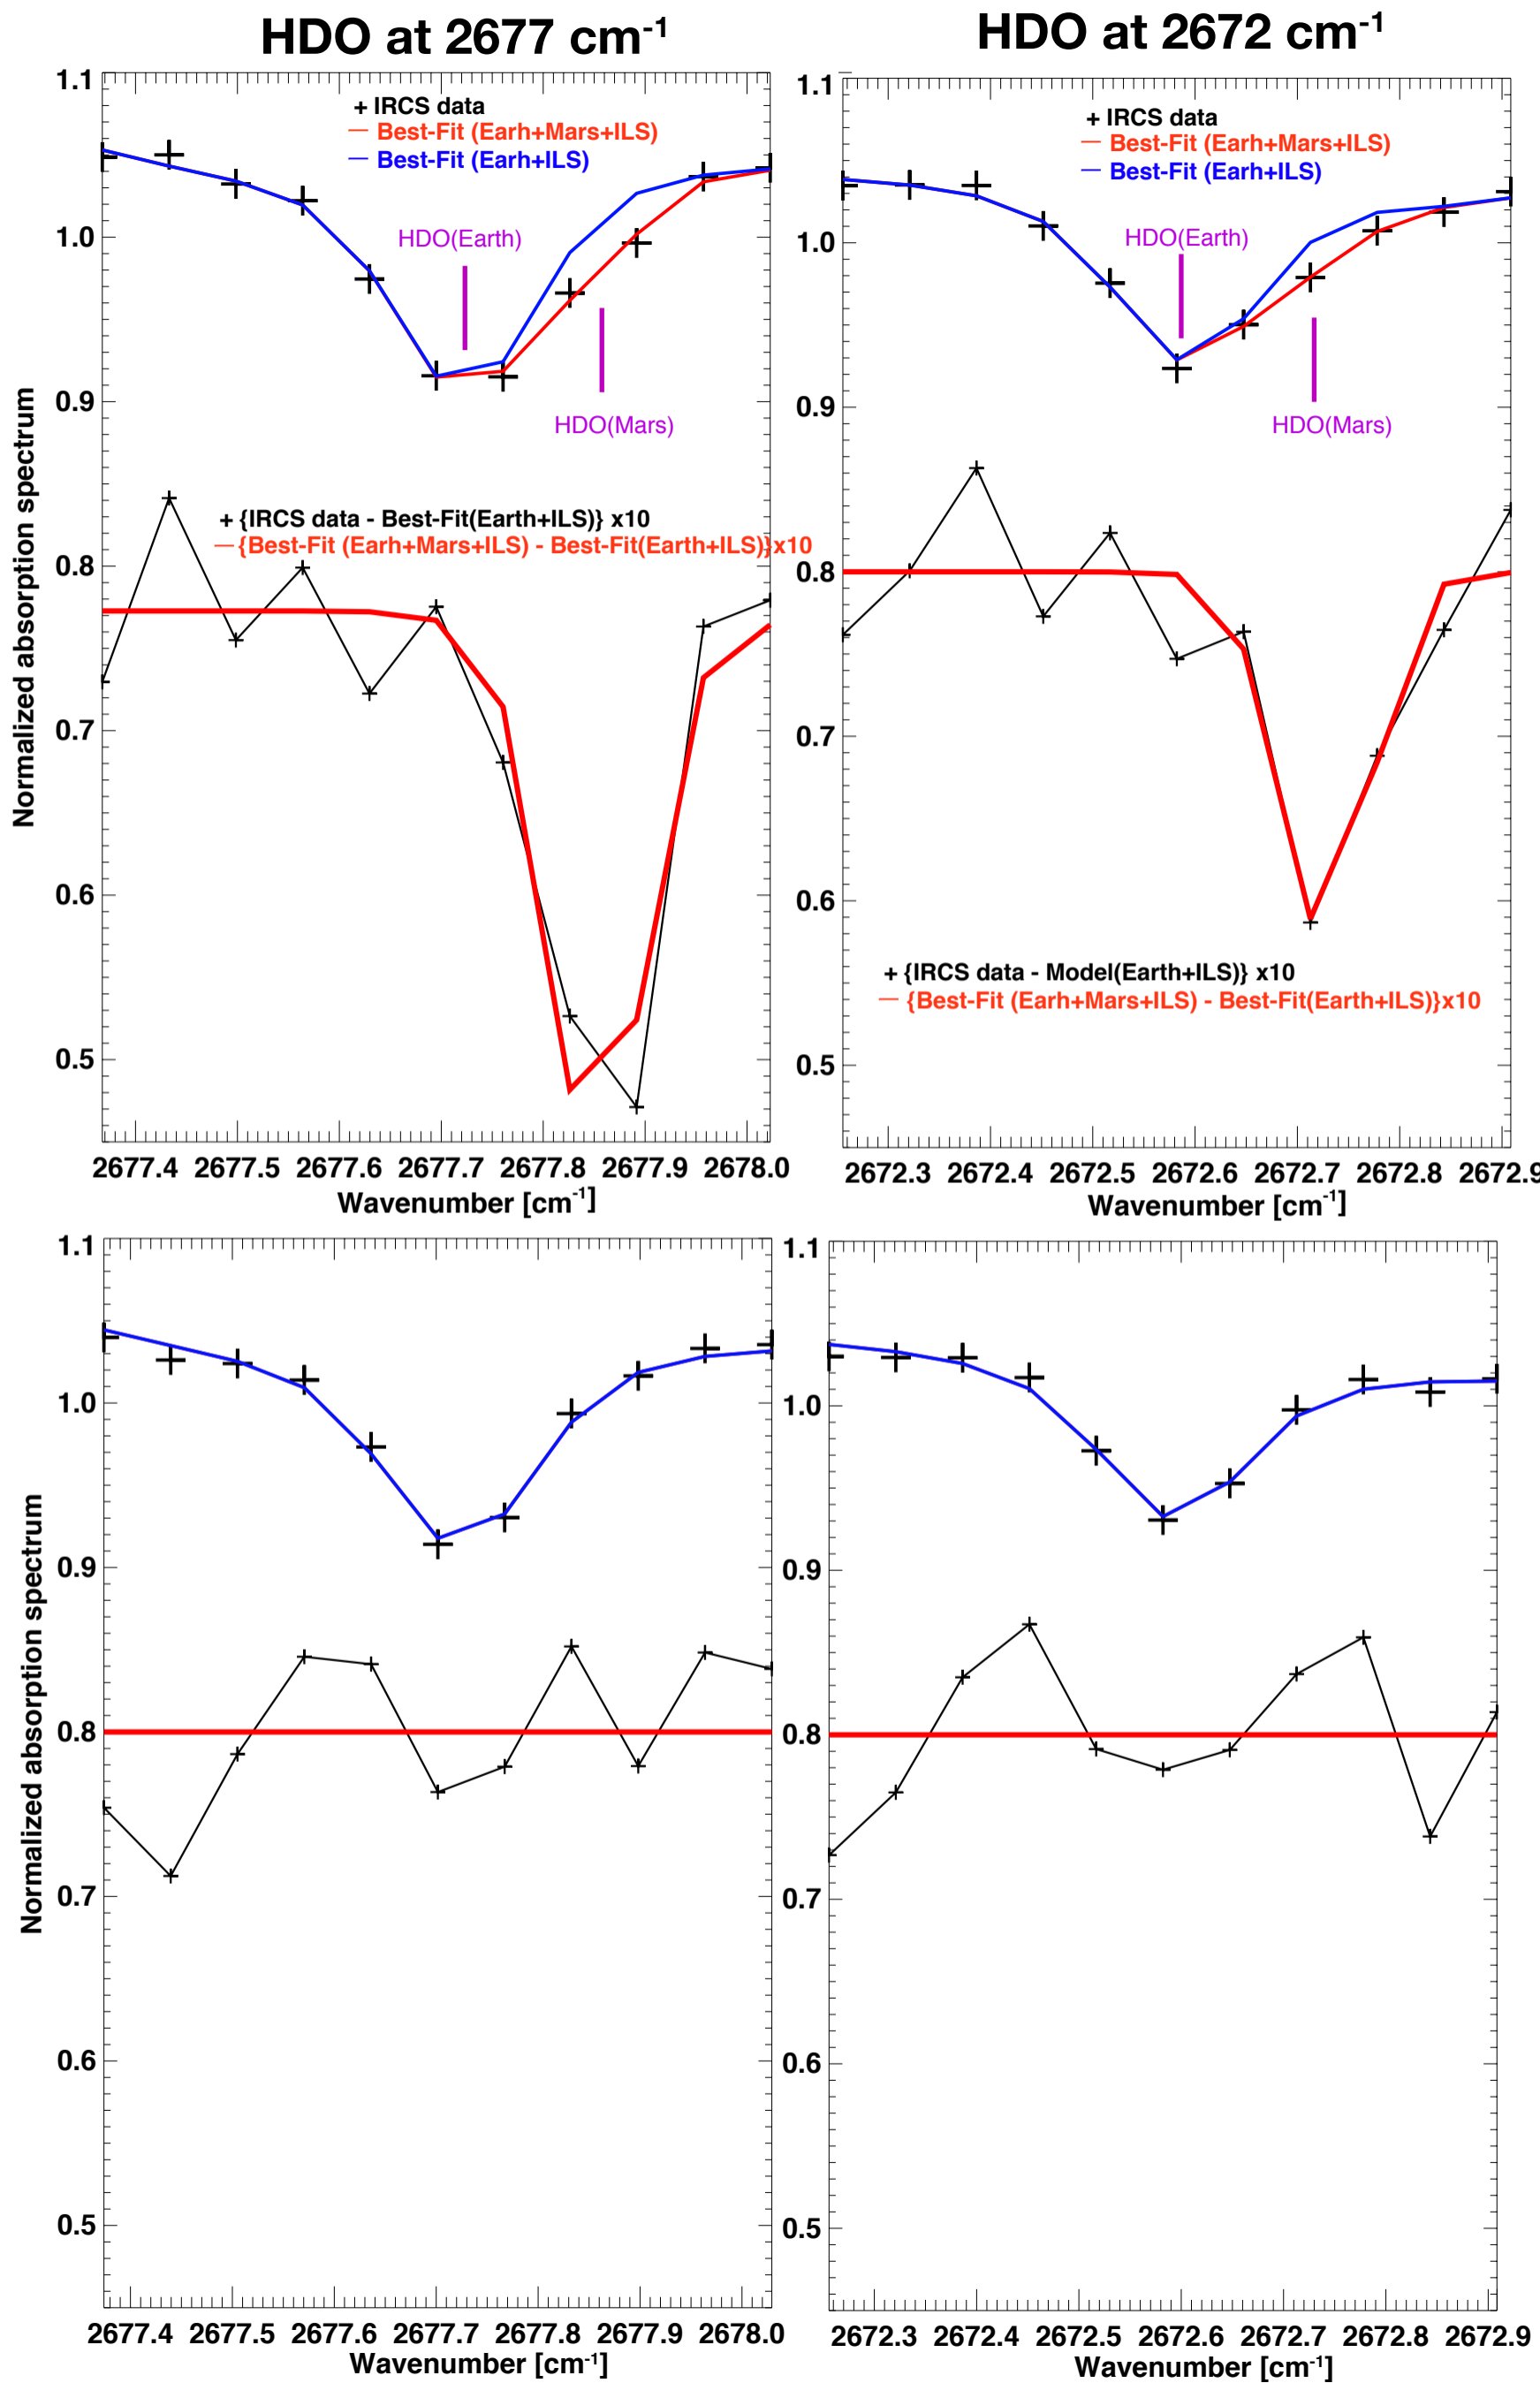 HDO at 2677 cm-1
HDO at 2672 cm-1
1.1
1.0
0.9
0.8
0.7
0.6
0.5
Normalized absorption spectrum
+ IRCS data
— Best-Fit (Earh+Mars+ILS)
— Best-Fit (Earh+ILS)
HDO(Earth)
HDO(Mars)
+ {IRCS data - Best-Fit(Earth+ILS)} x10
— {Best-Fit (Earh+Mars+ILS) - Best-Fit(Earth+ILS)}x10
2677.4 2677.5 2677.6 2677.7 2677.8 2677.9 2678.0
Wavenumber [cm-1]
1.1
1.0
0.9
0.8
0.7
0.6
0.5
+ IRCS data
— Best-Fit (Earh+Mars+ILS)
— Best-Fit (Earh+ILS)
HDO(Earth)
HDO(Mars)
+ {IRCS data - Model(Earth+ILS)} x10
— {Best-Fit (Earh+Mars+ILS) - Best-Fit(Earth+ILS)}x10
2672.3 2672.4 2672.5 2672.6 2672.7 2672.8 2672.9
Wavenumber [cm-1]
1.1
1.0
0.9
0.8
0.7
0.6
0.5
Normalized absorption spectrum
2677.4 2677.5 2677.6 2677.7 2677.8 2677.9 2678.0
Wavenumber [cm-1]
1.1
1.0
0.9
0.8
0.7
0.6
0.5
2672.3 2672.4 2672.5 2672.6 2672.7 2672.8 2672.9
Wavenumber [cm-1]